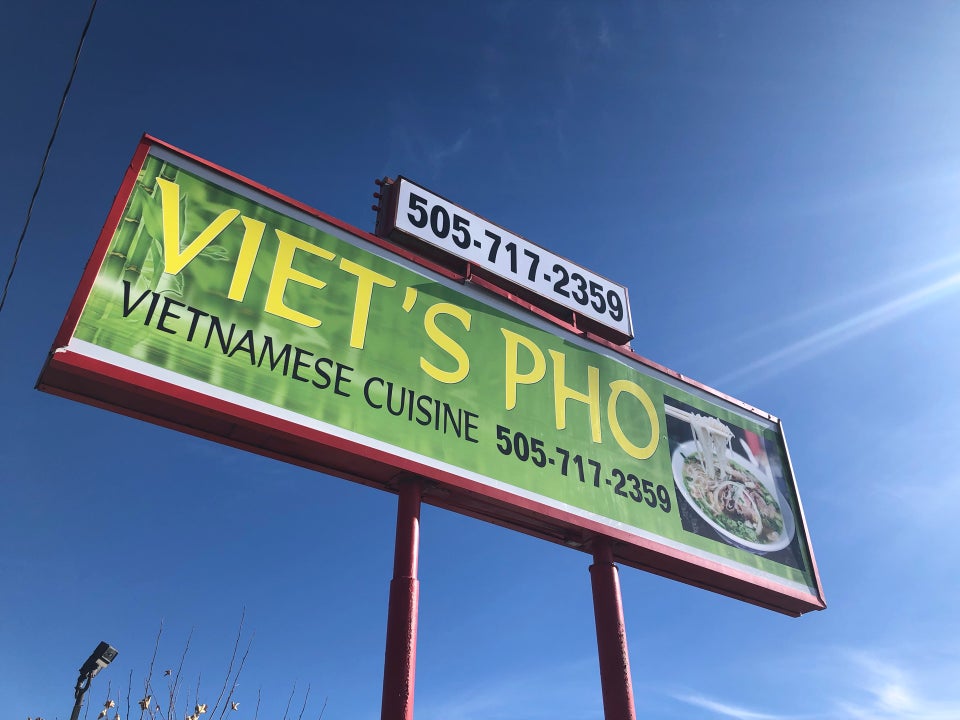 505-717-2359
VIET'S PHO
VIETNAMESE CUISINE
505-717-2359